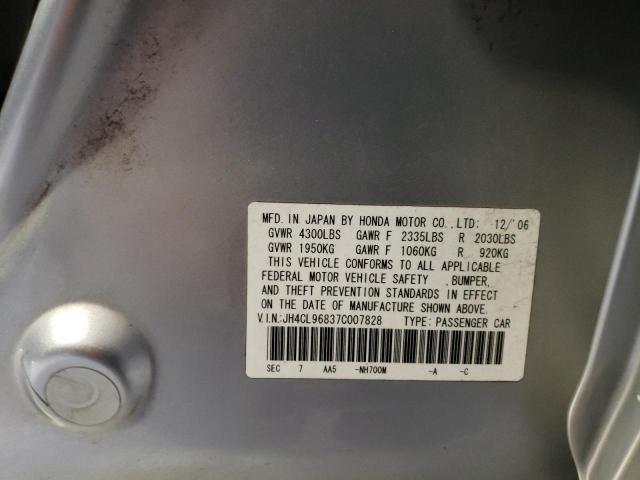 MFD. IN JAPAN BY HONDA MOTOR CO., LTD: 12/'06
GVWR 4300LBS GAWR F 2335LBS R 2030LBS
GVWR 1950KG GAWR F 1060KG R 920KG
THIS VEHICLE CONFORMS TO ALL APPLICABLE
FEDERAL MOTOR VEHICLE SAFETY , BUMPER,
AND THEFT PREVENTION STANDARDS IN EFFECT
ON THE DATE OF MANUFACTURE SHOWN ABOVE.
V.I.N:JH4CL96837C007828 TYPE: PASSENGER CAR
SEC 7 AA5 -NH700M -A -C